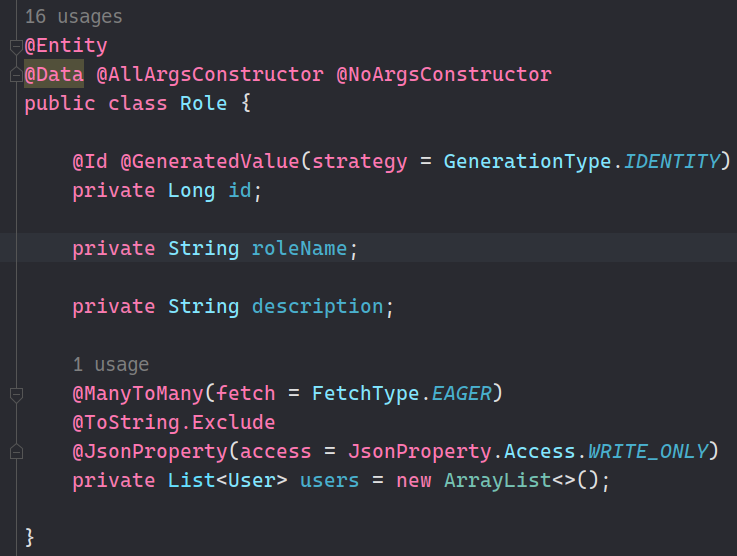 16 usages
@Entity
@Data @AllArgsConstructor @NoArgsConstructor
public class Role {
@Id @GeneratedValue(strategy = GenerationType.IDENTITY)
private Long id;
private String roleName;
private String description;
1 usage
@ManyToMany(fetch = FetchType.EAGER)
@ToString.Exclude
@JsonProperty(access = JsonProperty.Access.WRITE_ONLY)
private List<User> users = new ArrayList<>();
}